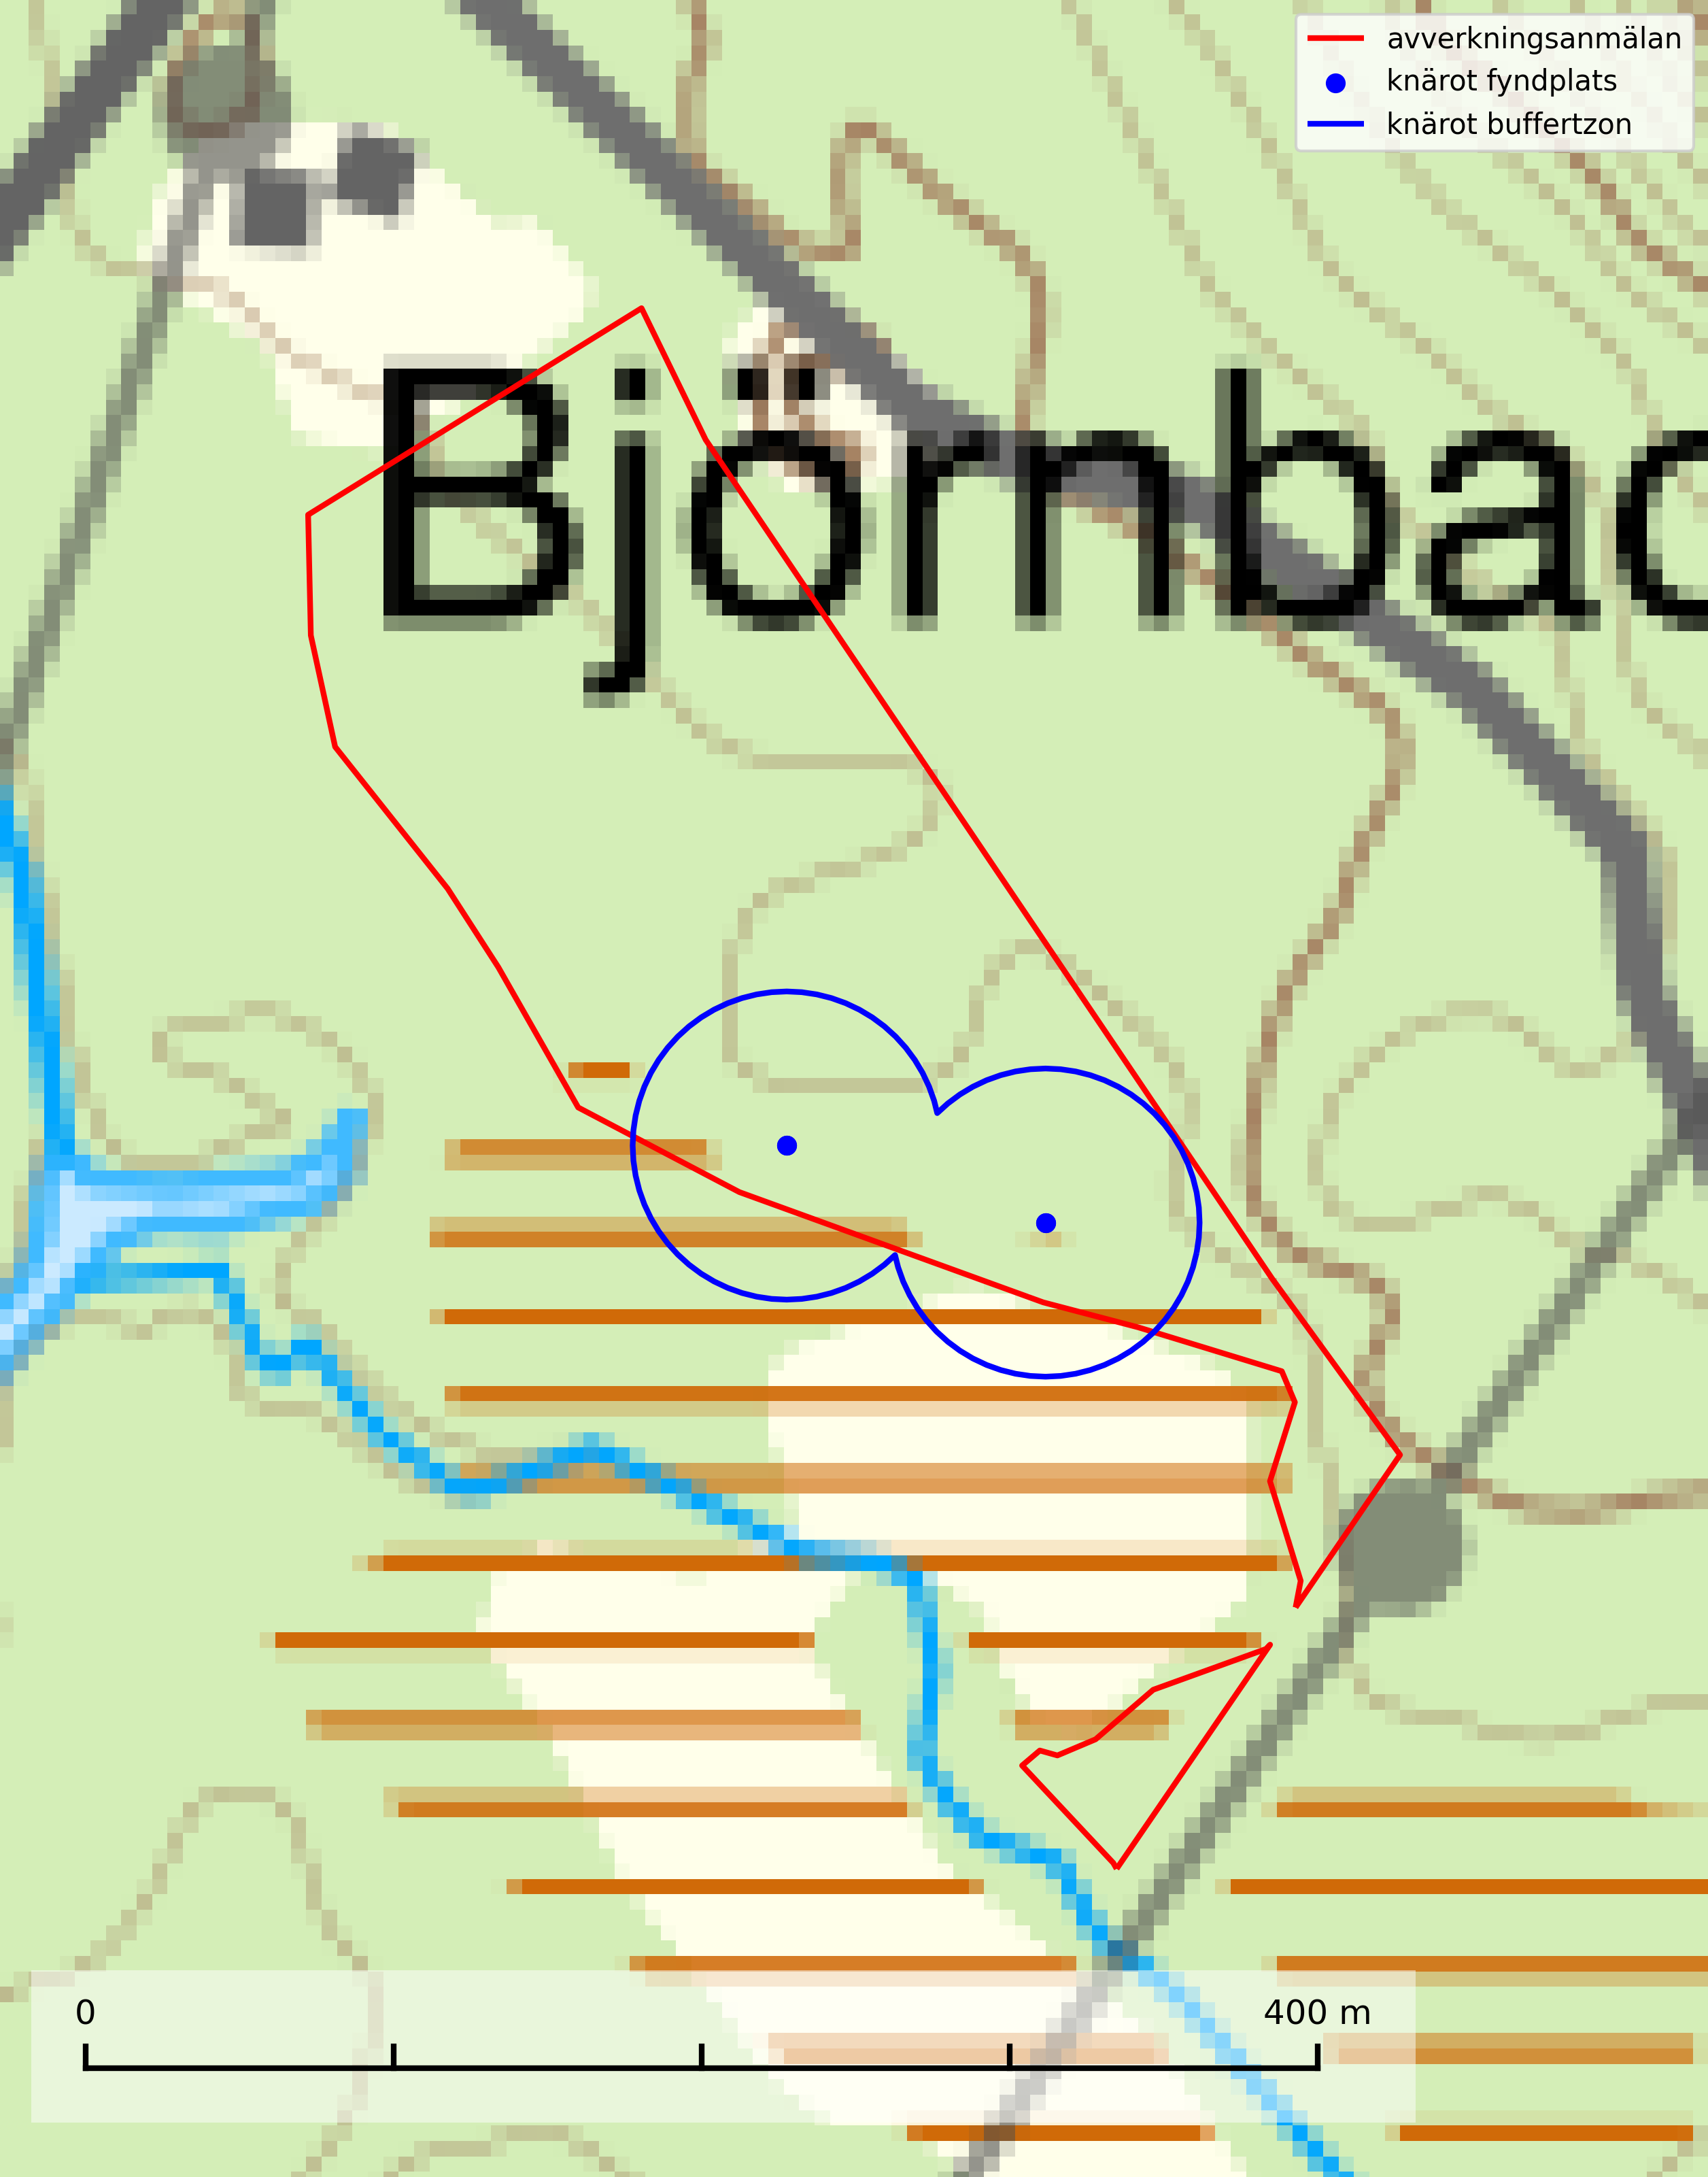 avverkningsanmälan
knärot fyndplats
knärot buffertzon
Björnbac
0 400 m